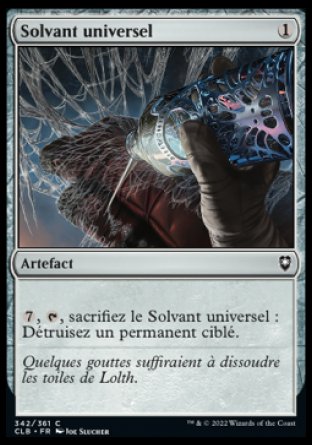 Solvant universel 1
Artefact
7, T, sacrifiez le Solvant universel :
Détruisez un permanent ciblé.
Quelques gouttes suffiraient à dissoudre
les toiles de Lolth.
342/361 C
CLB • FR Joe Slucher
™ & © 2022 Wizards of the Coast